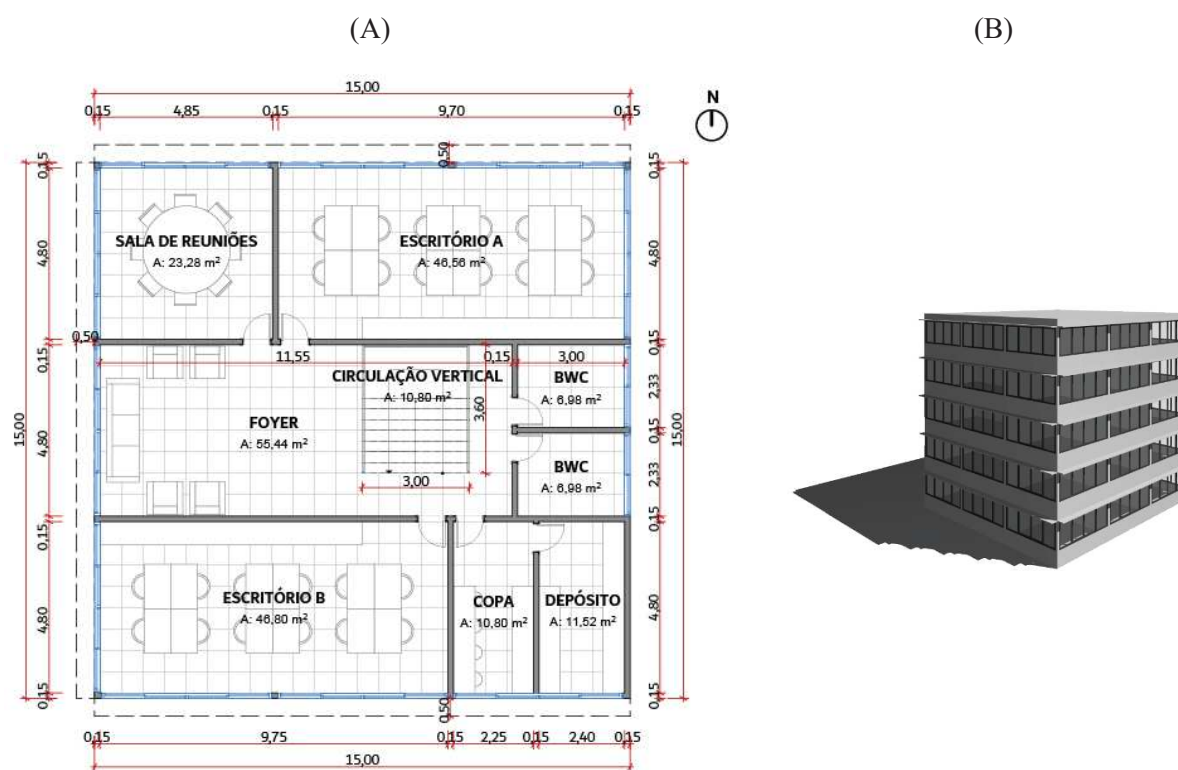 (A)
(B)
15,00
0,15 4,85 0,15 9,70 0,15
N
0,15 0,50 0,15
SALA DE REUNIÕES
A: 23,28 m²
ESCRITÓRIO A
A: 46,56 m²
4,80 4,80
0,50
0,15 11,55 0,15 3,00 0,15
CIRCULAÇÃO VERTICAL
A: 10,80 m²
BWC
A: 6,98 m²
2,33
3,60
FOYER
A: 55,44 m²
15,00 4,80 0,15 15,00
BWC
A: 6,98 m²
2,33
3,00
0,15 0,15
ESCRITÓRIO B
A: 46,80 m²
COPA
A: 10,80 m²
DEPÓSITO
A: 11,52 m²
4,80 4,80
0,15 0,50 0,15
0,15 9,75 0,15 2,25 0,15 2,40 0,15
15,00